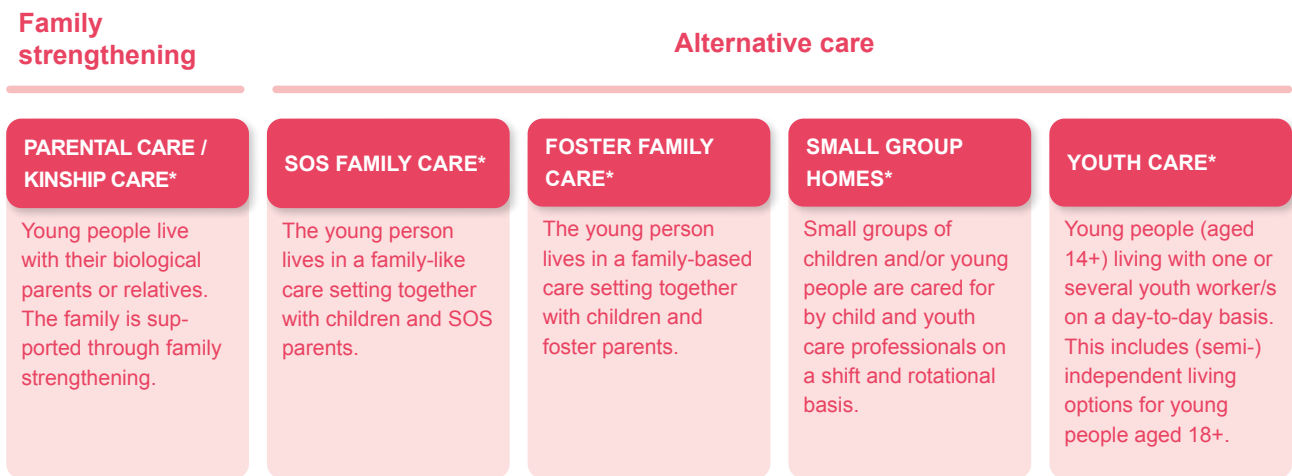 Family
strengthening
Alternative care
PARENTAL CARE /
KINSHIP CARE*
Young people live
with their biological
parents or relatives.
The family is sup-
ported through family
strengthening.
SOS FAMILY CARE*
The young person
lives in a family-like
care setting together
with children and SOS
parents.
FOSTER FAMILY
CARE*
The young person
lives in a family-based
care setting together
with children and
foster parents.
SMALL GROUP
HOMES*
Small groups of
children and/or young
people are cared for
by child and youth
care professionals on
a shift and rotational
basis.
YOUTH CARE*
Young people (aged
14+) living with one or
several youth worker/s
on a day-to-day basis.
This includes (semi-)
independent living
options for young
people aged 18+.